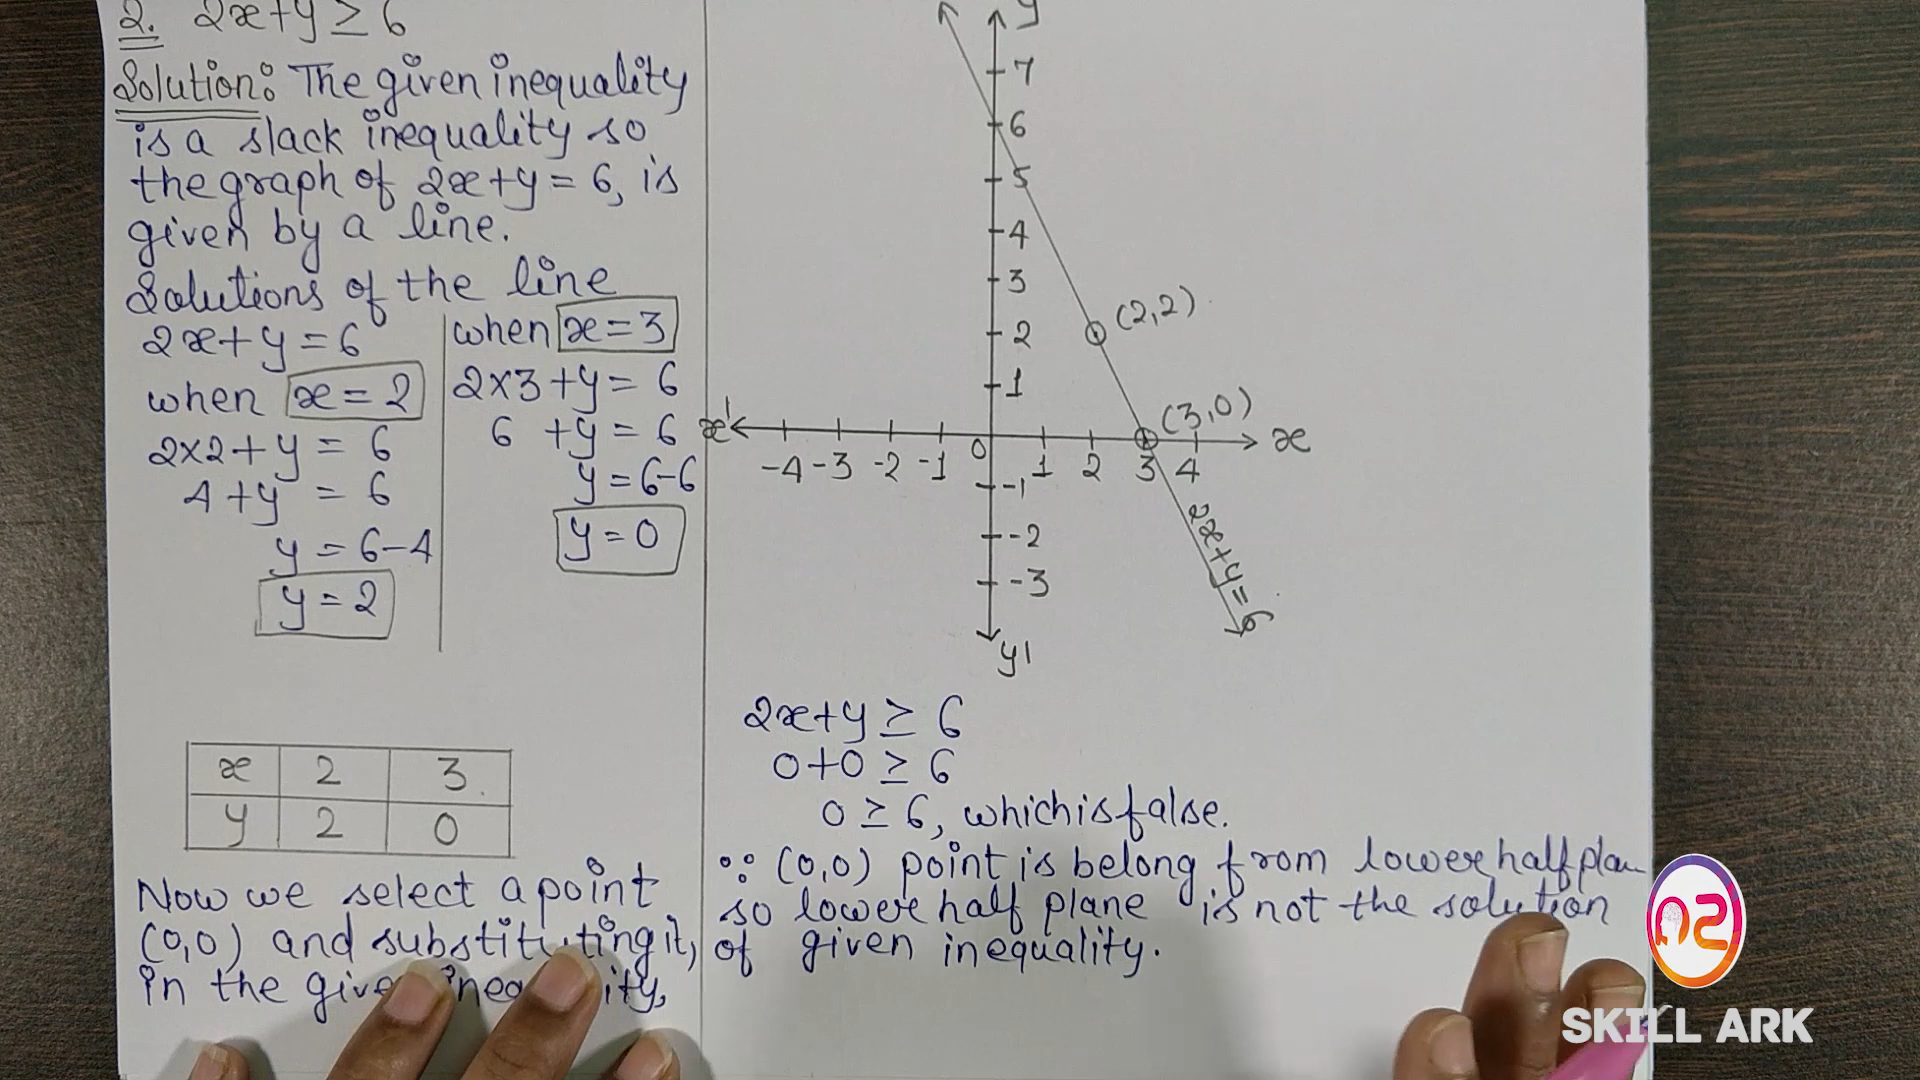 2. 2x+y ≥ 6
Solution: The given inequality
is a slack inequality so
the graph of 2x+y = 6, is
given by a line.
Solutions of the line
2x+y = 6
when x = 2
2×2+y = 6
4+y = 6
y = 6-4
y = 2
when x = 3
2×3+y = 6
6 +y = 6
y = 6-6
y = 0
x 2 3
y 2 0
Now we select a point
(0,0) and substituting it,
in the given inequality,
y
7
6
5
4
3
2
1
(2,2)
(3,0)
x' x
-4 -3 -2 -1 0 1 2 3 4
-1
-2
-3
y'
2x+y=6
2x+y ≥ 6
0+0 ≥ 6
0 ≥ 6, which is false.
∵ (0,0) point is belong from lower half plan
so lower half plane is not the solution
of given inequality.
SKILL ARK